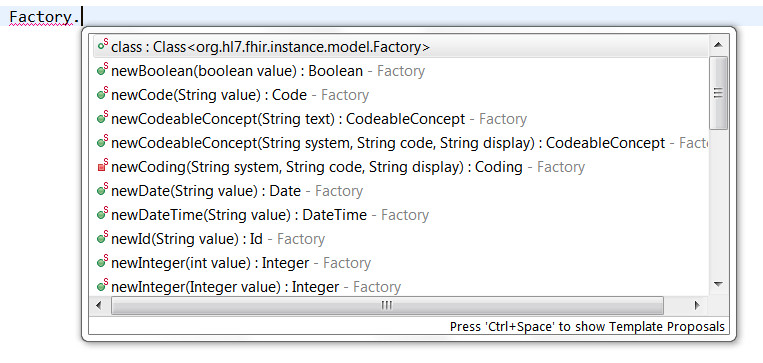 Factory.
class : Class<org.hl7.fhir.instance.model.Factory>
newBoolean(boolean value) : Boolean - Factory
newCode(String value) : Code - Factory
newCodeableConcept(String text) : CodeableConcept - Factory
newCodeableConcept(String system, String code, String display) : CodeableConcept - Fact
newCoding(String system, String code, String display) : Coding - Factory
newDate(String value) : Date - Factory
newDateTime(String value) : DateTime - Factory
newId(String value) : Id - Factory
newInteger(int value) : Integer - Factory
newInteger(Integer value) : Integer - Factory
Press 'Ctrl+Space' to show Template Proposals